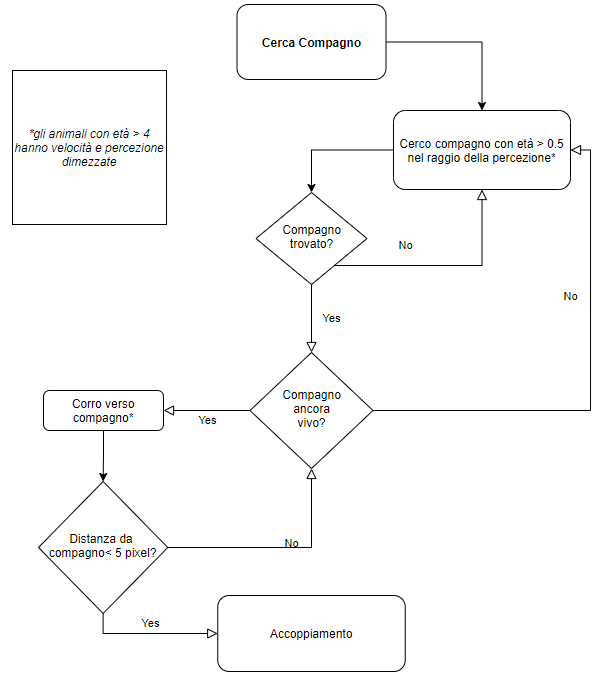 Cerca Compagno
*gli animali con età > 4
hanno velocità e percezione
dimezzate
Cerco compagno con età > 0.5
nel raggio della percezione*
Compagno
trovato?
No
No
Yes
Compagno
ancora
vivo?
Corro verso
compagno*
Yes
Distanza da
compagno< 5 pixel?
No
Yes
Accoppiamento